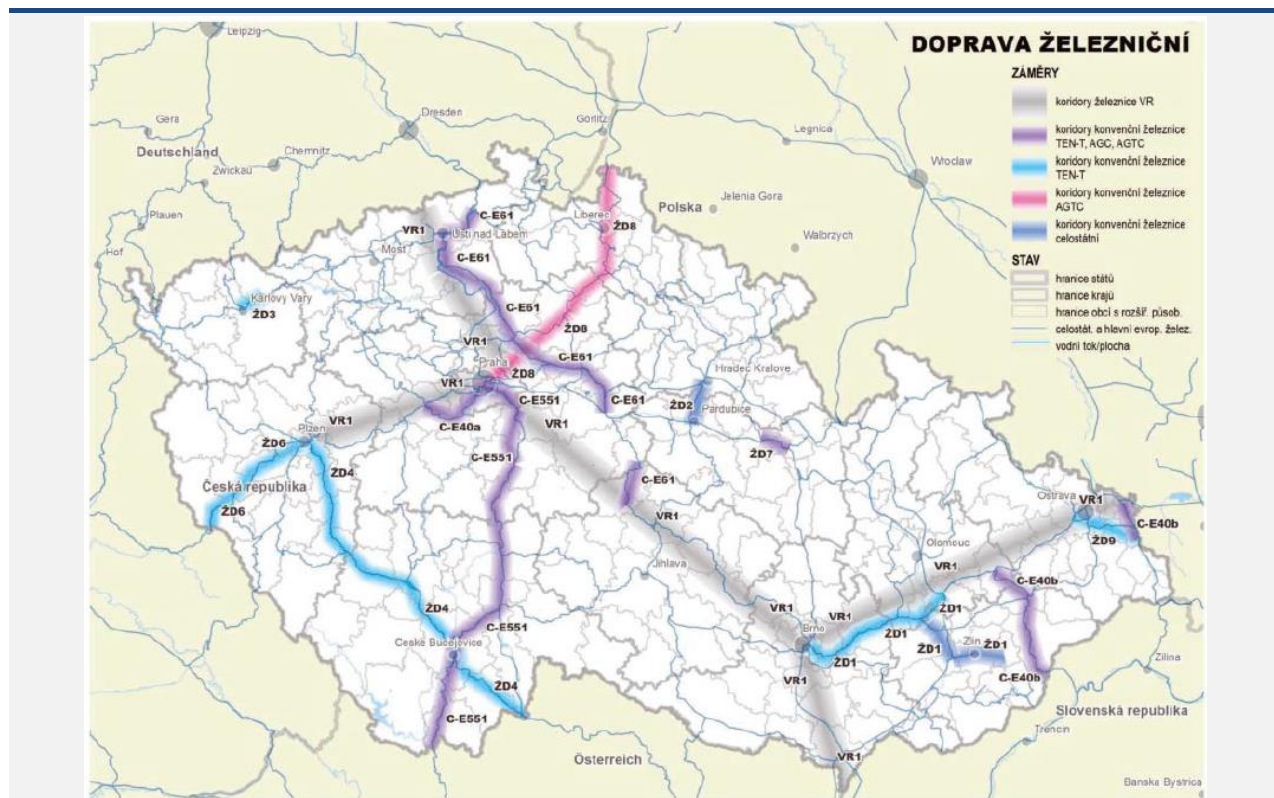 DOPRAVA ŽELEZNIČNÍ
ZÁMĚRY
koridory železnice VR
koridory konvenční železnice
TEN-T, AGC, AGTC
koridory konvenční železnice
TEN-T
koridory konvenční železnice
AGTC
koridory konvenční železnice
celostátní
STAV
hranice států
hranice krajů
hranice obcí s rozšíř. působ.
celostát. a hlavní evrop. želez.
vodní tok/plocha
Leipzig
Dresden
Görlitz
Gera
Legnica
Deutschland
Chemnitz
Wroclaw
Zwickau
Jelenia Gora
Polska
Plauen
C-E61
Liberec
ŽD8
VR1
Ústí nad Labem
Walbrzych
Hof
Most
C-E61
Karlovy Vary
C-E61
ŽD3
ŽD8
VR1
C-E61
Praha
ŽD8
Hradec Kralove
VR1
C-E551
C-E61
ŽD2
Pardubice
VR1
C-E40a
VR1
Plzen
ŽD6
ŽD7
C-E551
ŽD4
C-E61
Česká republika
Ostrava
VR1
ŽD6
VR1
C-E40b
ŽD9
Olomouc
VR1
Jihlava
C-E40b
ŽD4
VR1
VR1
ŽD1
C-E551
Brno
ŽD1
České Budějovice
ŽD1
ŽD1
Zlín
ŽD1
Zilina
VR1
C-E40b
ŽD4
C-E551
Slovenská republika
Trencin
Österreich
VR1
Banska Bystrica